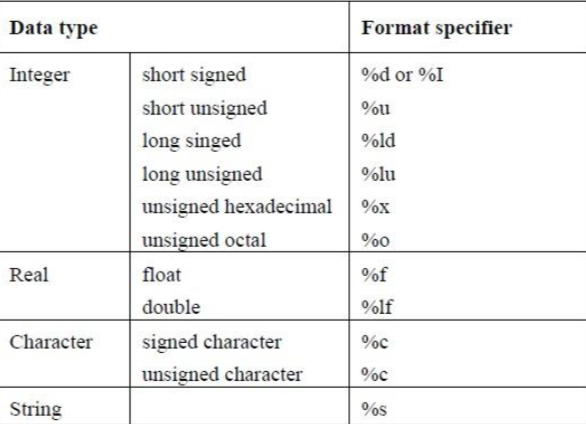 Data type Format specifier
Integer short signed %d or %I
short unsigned %u
long singed %ld
long unsigned %lu
unsigned hexadecimal %x
unsigned octal %o
Real float %f
double %lf
Character signed character %c
unsigned character %c
String %s